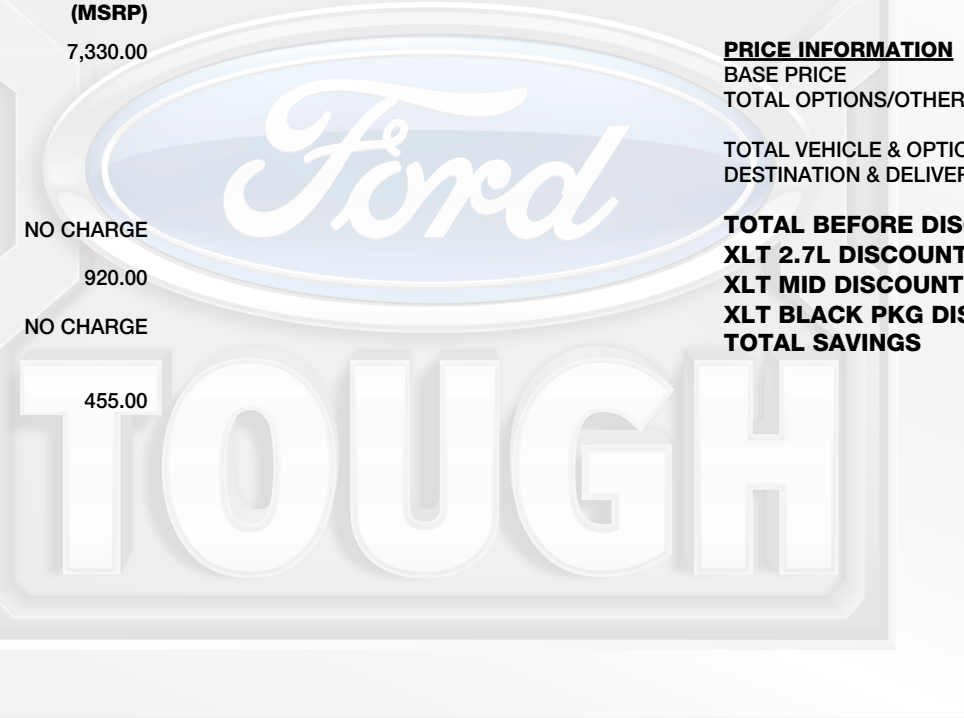 (MSRP)
7,330.00
NO CHARGE
920.00
NO CHARGE
455.00
PRICE INFORMATION
BASE PRICE
TOTAL OPTIONS/OTHER
TOTAL VEHICLE & OPTIO
DESTINATION & DELIVER
TOTAL BEFORE DIS
XLT 2.7L DISCOUNT
XLT MID DISCOUNT
XLT BLACK PKG DIS
TOTAL SAVINGS
Ford
TOUGH